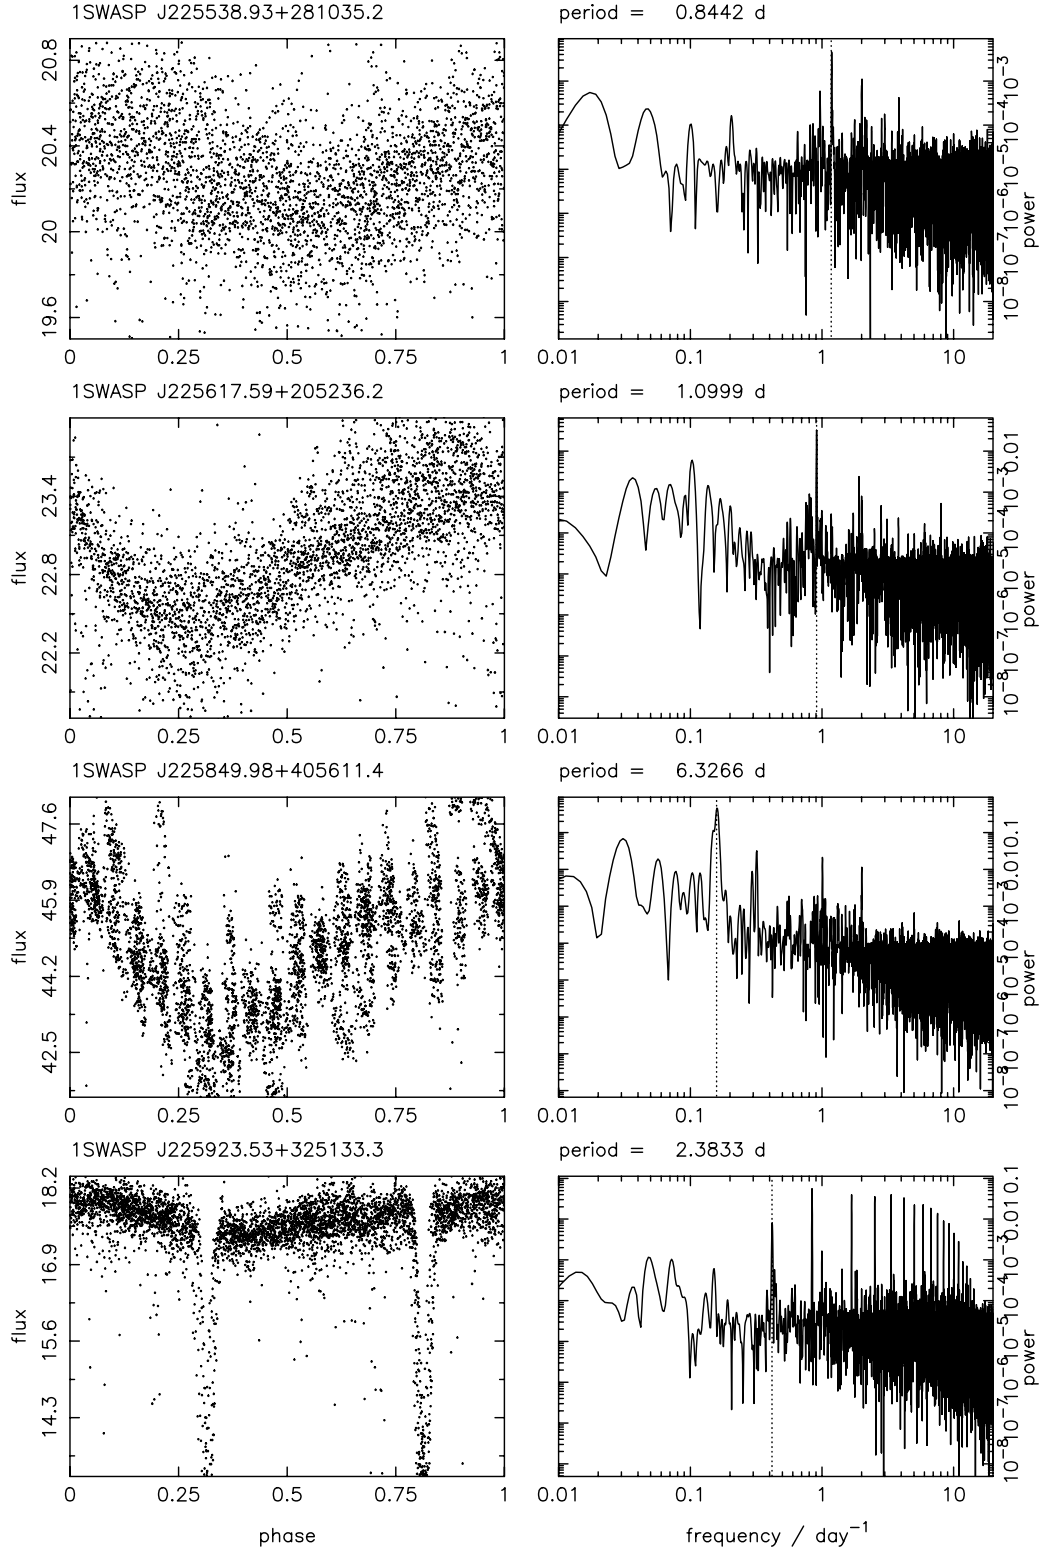 1SWASP J225538.93+281035.2
period = 0.8442 d
flux
20.8
20.4
20
19.6
0 0.25 0.5 0.75 1
10⁻³
10⁻⁴
10⁻⁵
10⁻⁶
10⁻⁷
10⁻⁸
power
0.01 0.1 1 10
1SWASP J225617.59+205236.2
period = 1.0999 d
flux
23.4
22.8
22.2
0 0.25 0.5 0.75 1
0.01
10⁻³
10⁻⁴
10⁻⁵
10⁻⁶
10⁻⁷
10⁻⁸
power
0.01 0.1 1 10
1SWASP J225849.98+405611.4
period = 6.3266 d
flux
47.6
45.9
44.2
42.5
0 0.25 0.5 0.75 1
0.1
0.01
10⁻³
10⁻⁴
10⁻⁵
10⁻⁶
10⁻⁷
10⁻⁸
power
0.01 0.1 1 10
1SWASP J225923.53+325133.3
period = 2.3833 d
flux
18.2
16.9
15.6
14.3
0 0.25 0.5 0.75 1
phase
0.1
0.01
10⁻³
10⁻⁴
10⁻⁵
10⁻⁶
10⁻⁷
10⁻⁸
power
0.01 0.1 1 10
frequency / day⁻¹